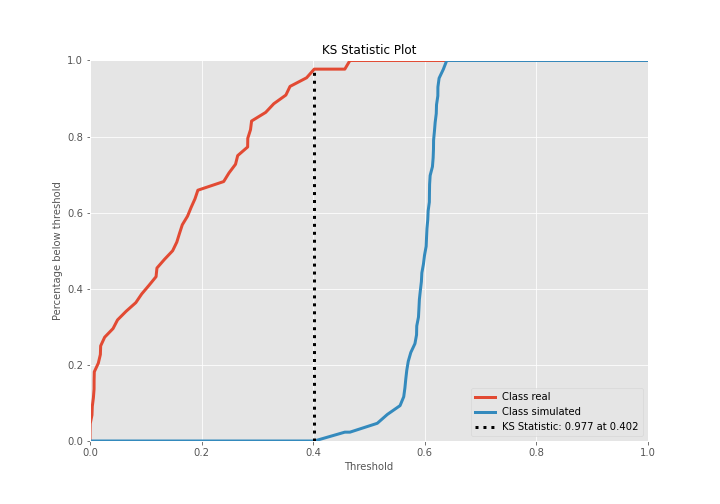 KS Statistic Plot
1.0
0.8
0.6
0.4
0.2
0.0
Percentage below threshold
0.0 0.2 0.4 0.6 0.8 1.0
Threshold
Class real
Class simulated
KS Statistic: 0.977 at 0.402